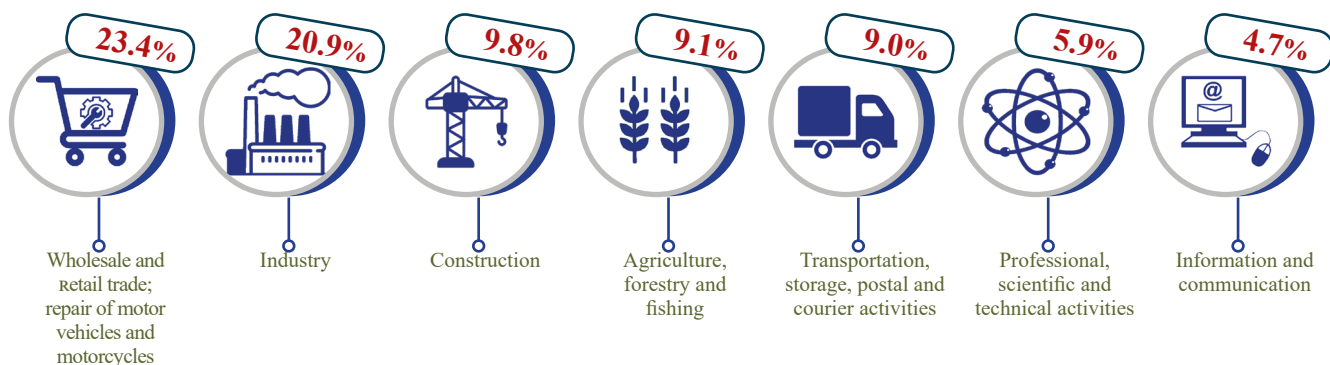 23.4%
20.9%
9.8%
9.1%
9.0%
5.9%
4.7%
@
Wholesale and
Retail trade;
repair of motor
vehicles and
motorcycles
Industry
Construction
Agriculture,
forestry and
fishing
Transportation,
storage, postal and
courier activities
Professional,
scientific and
technical activities
Information and
communication